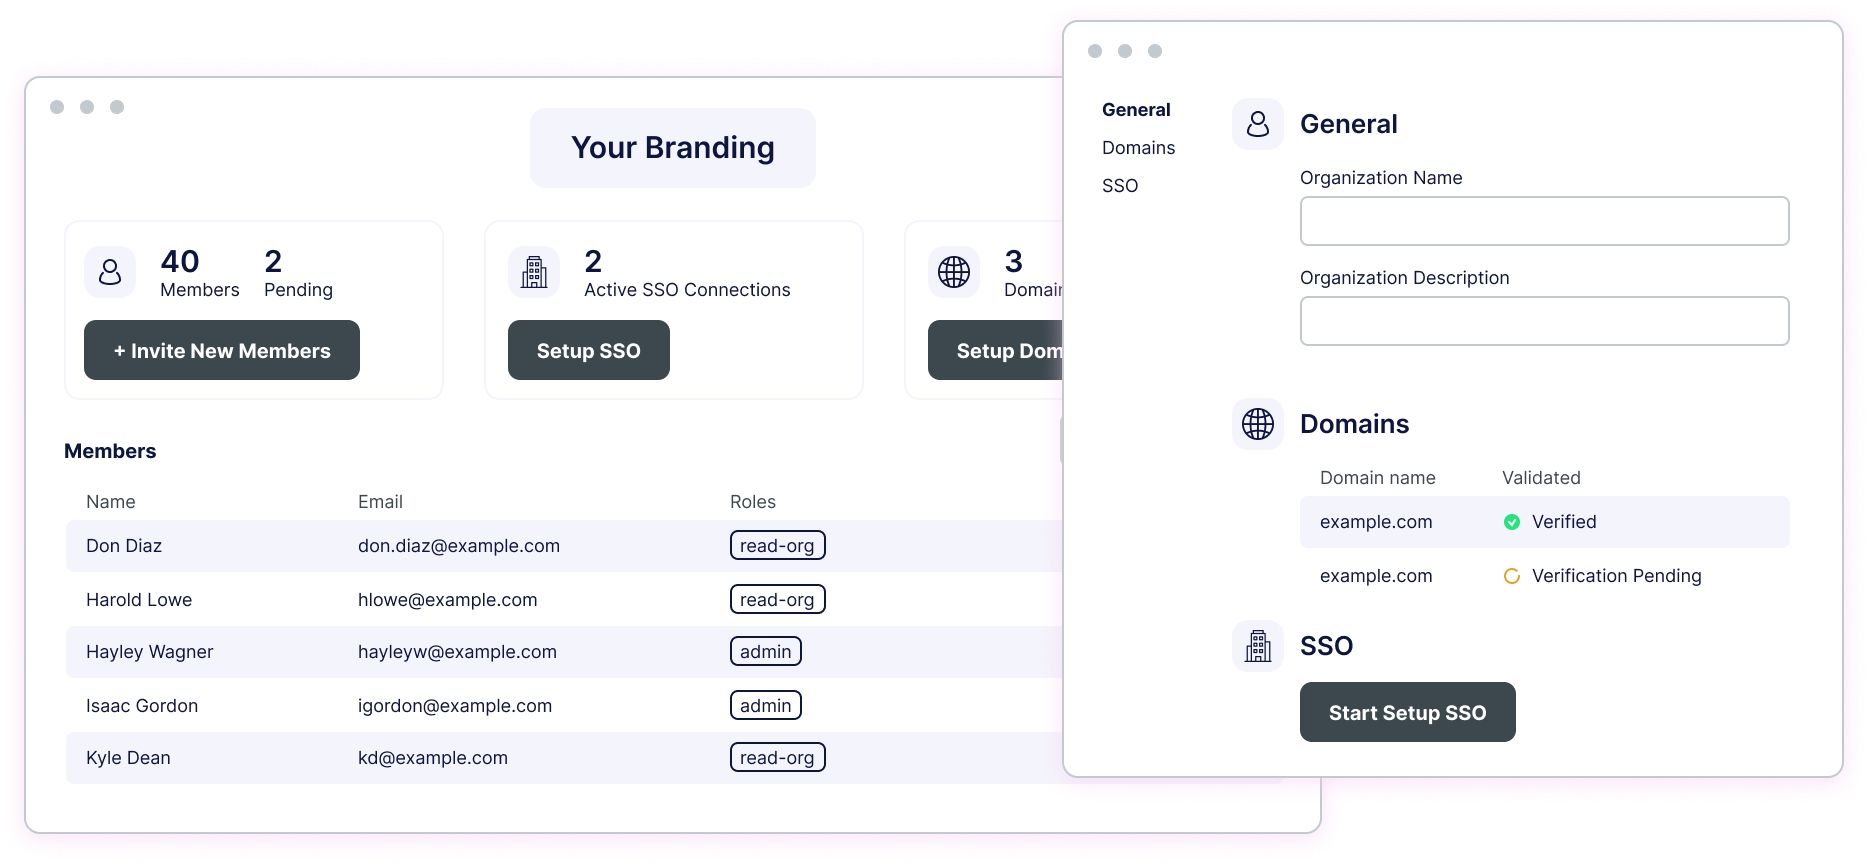 Your Branding
40 2
Members Pending
+ Invite New Members
2
Active SSO Connections
Setup SSO
3
Members
Name Email Roles
Don Diaz don.diaz@example.com read-org
Harold Lowe hlowe@example.com read-org
Hayley Wagner hayleyw@example.com admin
Isaac Gordon igordon@example.com admin
Kyle Dean kd@example.com read-org
General
Domains
SSO
General
Organization Name
Organization Description
Domains
Domain name Validated
example.com Verified
example.com Verification Pending
SSO
Start Setup SSO